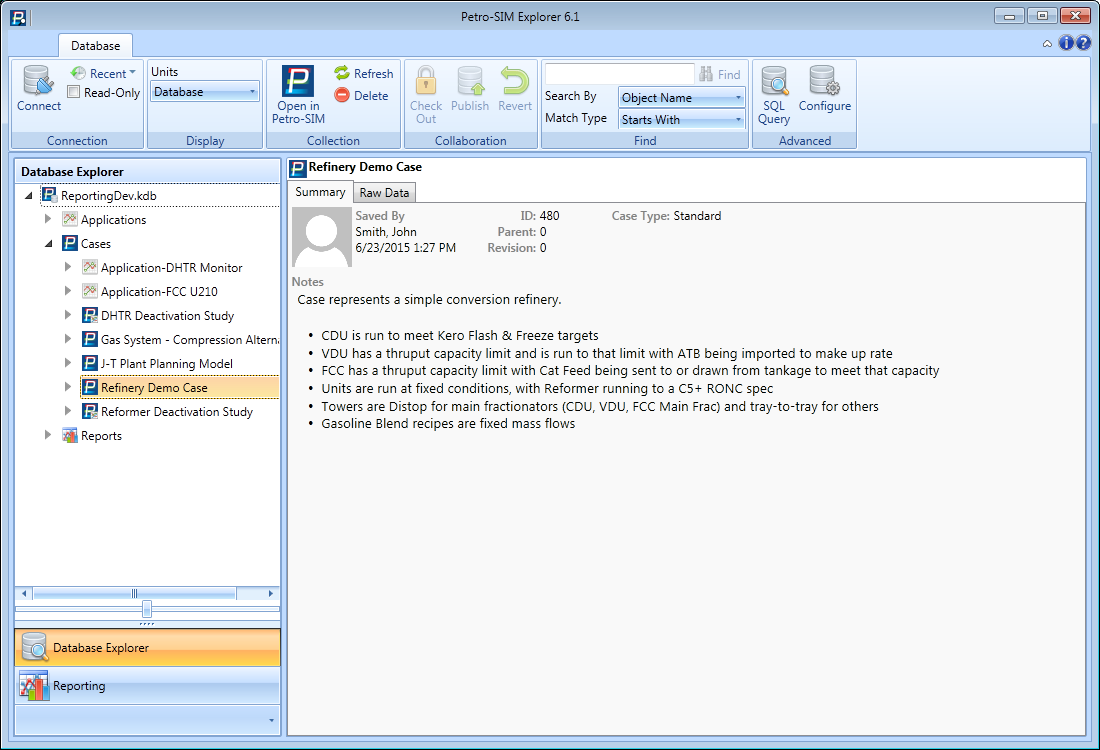 Petro-SIM Explorer 6.1
Database
Connect
Recent
Read-Only
Connection
Units
Database
Display
Open in
Petro-SIM
Refresh
Delete
Collection
Check
Out
Publish
Revert
Collaboration
Find
Search By
Object Name
Match Type
Starts With
Find
SQL
Query
Configure
Advanced
Database Explorer
ReportingDev.kdb
Applications
Cases
Application-DHTR Monitor
Application-FCC U210
DHTR Deactivation Study
Gas System - Compression Altern
J-T Plant Planning Model
Refinery Demo Case
Reformer Deactivation Study
Reports
Database Explorer
Reporting
Refinery Demo Case
Summary
Raw Data
Saved By
Smith, John
6/23/2015 1:27 PM
ID: 480
Parent: 0
Revision: 0
Case Type: Standard
Notes
Case represents a simple conversion refinery.
• CDU is run to meet Kero Flash & Freeze targets
• VDU has a thruput capacity limit and is run to that limit with ATB being imported to make up rate
• FCC has a thruput capacity limit with Cat Feed being sent to or drawn from tankage to meet that capacity
• Units are run at fixed conditions, with Reformer running to a C5+ RONC spec
• Towers are Distop for main fractionators (CDU, VDU, FCC Main Frac) and tray-to-tray for others
• Gasoline Blend recipes are fixed mass flows